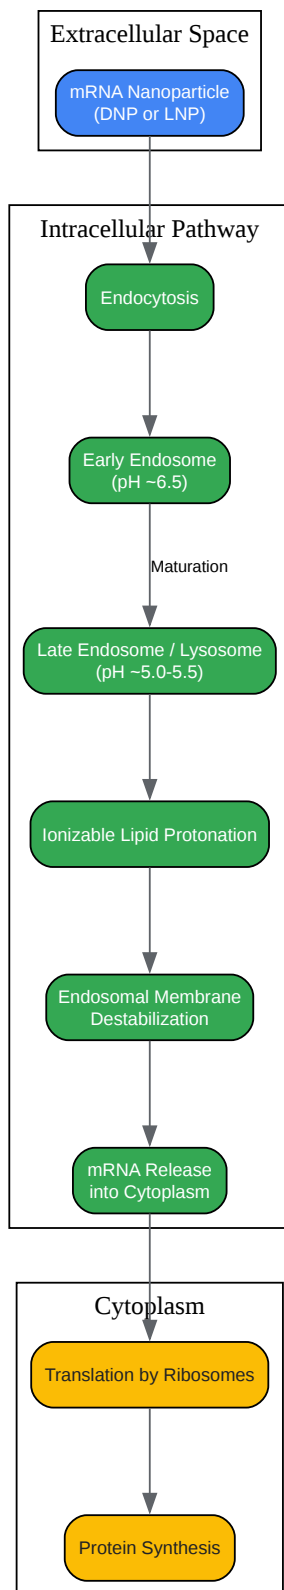 Extracellular Space
mRNA Nanoparticle
(DNP or LNP)
Intracellular Pathway
Endocytosis
Early Endosome
(pH ~6.5)
Maturation
Late Endosome / Lysosome
(pH ~5.0-5.5)
Ionizable Lipid Protonation
Endosomal Membrane
Destabilization
mRNA Release
into Cytoplasm
Cytoplasm
Translation by Ribosomes
Protein Synthesis